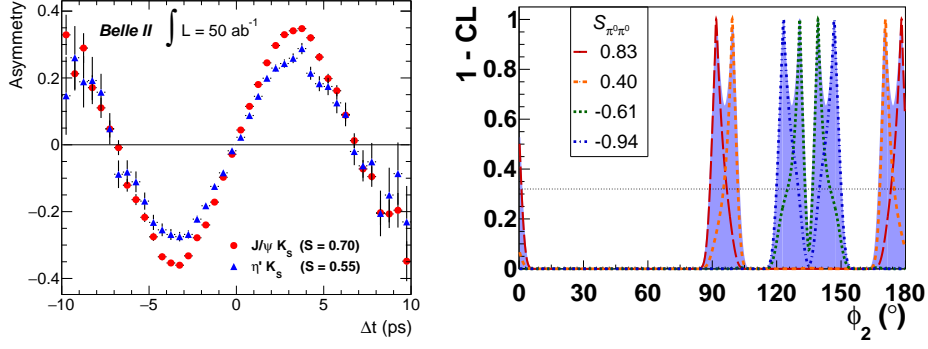 Asymmetry
Belle II ∫ L = 50 ab⁻¹
0.4
0.2
0
−0.2
−0.4
J/ψ K_S (S = 0.70)
η' K_S (S = 0.55)
−10 −5 0 5 10
Δt (ps)
1 - CL
1
0.8
0.6
0.4
0.2
0
S_π⁰π⁰
0.83
0.40
-0.61
-0.94
0 30 60 90 120 150 180
ϕ₂ (°)